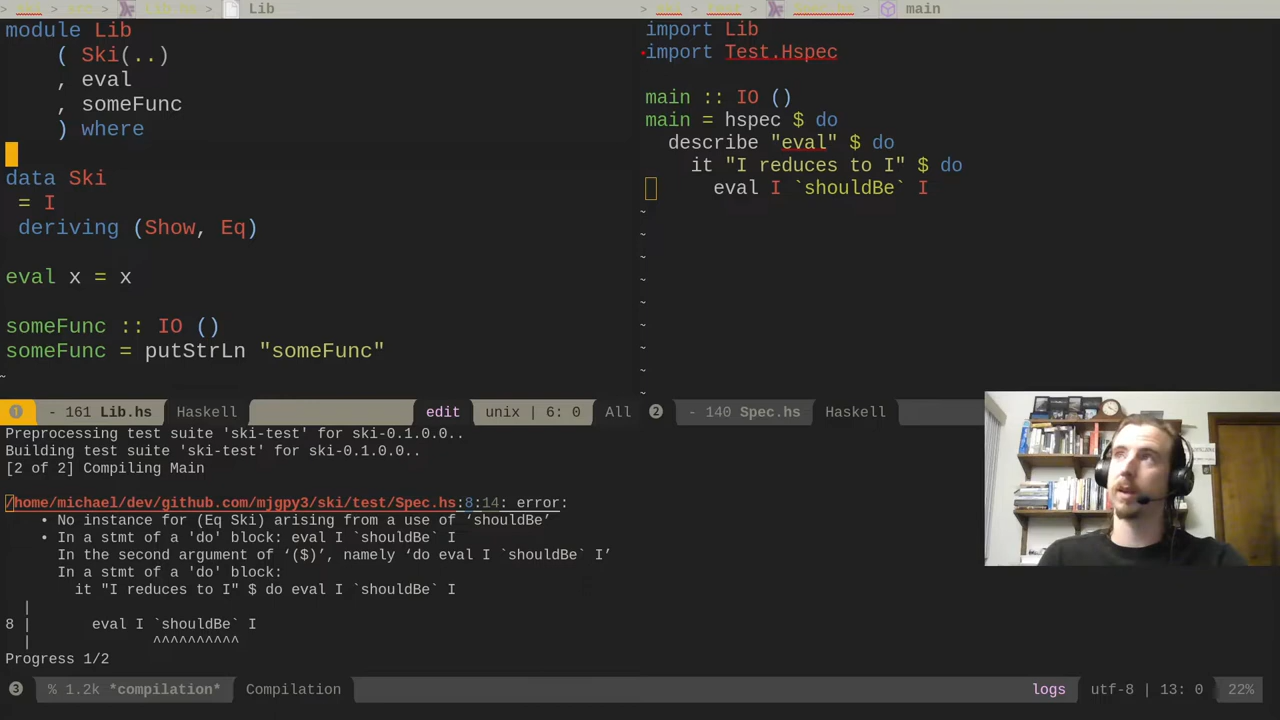 Lib
module Lib
( Ski(..)
, eval
, someFunc
) where
data Ski
= I
deriving (Show, Eq)
eval x = x
someFunc :: IO ()
someFunc = putStrLn "someFunc"
~
❶ - 161 Lib.hs Haskell edit unix | 6: 0 All
> main
import Lib
import Test.Hspec
main :: IO ()
main = hspec $ do
describe "eval" $ do
it "I reduces to I" $ do
eval I `shouldBe` I
~
~
~
~
~
~
~
~
~
❷ - 140 Spec.hs Haskell
Preprocessing test suite 'ski-test' for ski-0.1.0.0..
Building test suite 'ski-test' for ski-0.1.0.0..
[2 of 2] Compiling Main
/home/michael/dev/github.com/mjgpy3/ski/test/Spec.hs:8:14: error:
• No instance for (Eq Ski) arising from a use of ‘shouldBe’
• In a stmt of a 'do' block: eval I `shouldBe` I
In the second argument of ‘($)’, namely ‘do eval I `shouldBe` I’
In a stmt of a 'do' block:
it "I reduces to I" $ do eval I `shouldBe` I
|
8 | eval I `shouldBe` I
| ^^^^^^^^^^
Progress 1/2
❸ % 1.2k *compilation* Compilation logs utf-8 | 13: 0 22%